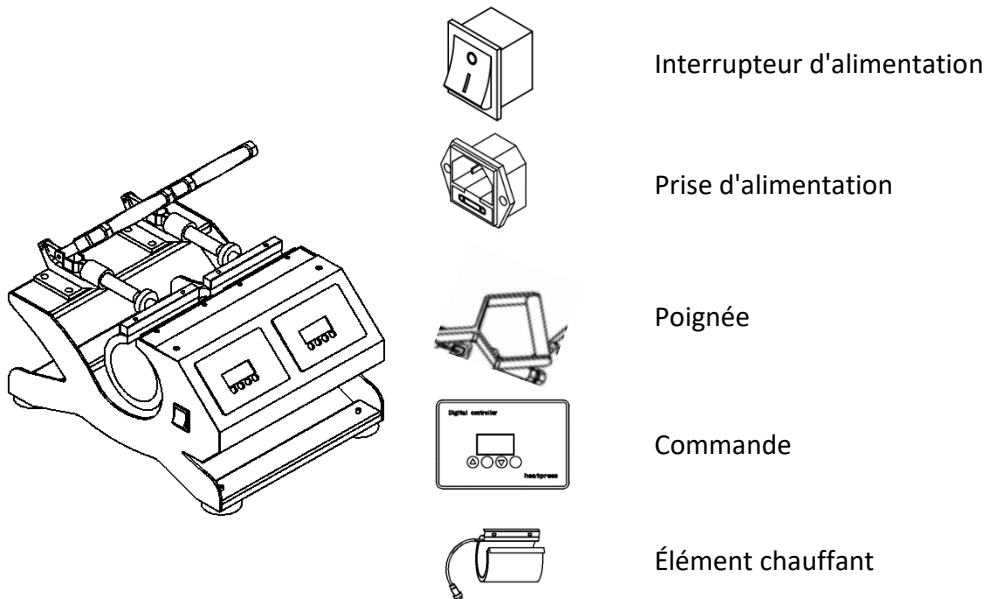 Interrupteur d'alimentation
Prise d'alimentation
Poignée
Digital controller
heatpress
Commande
Élément chauffant